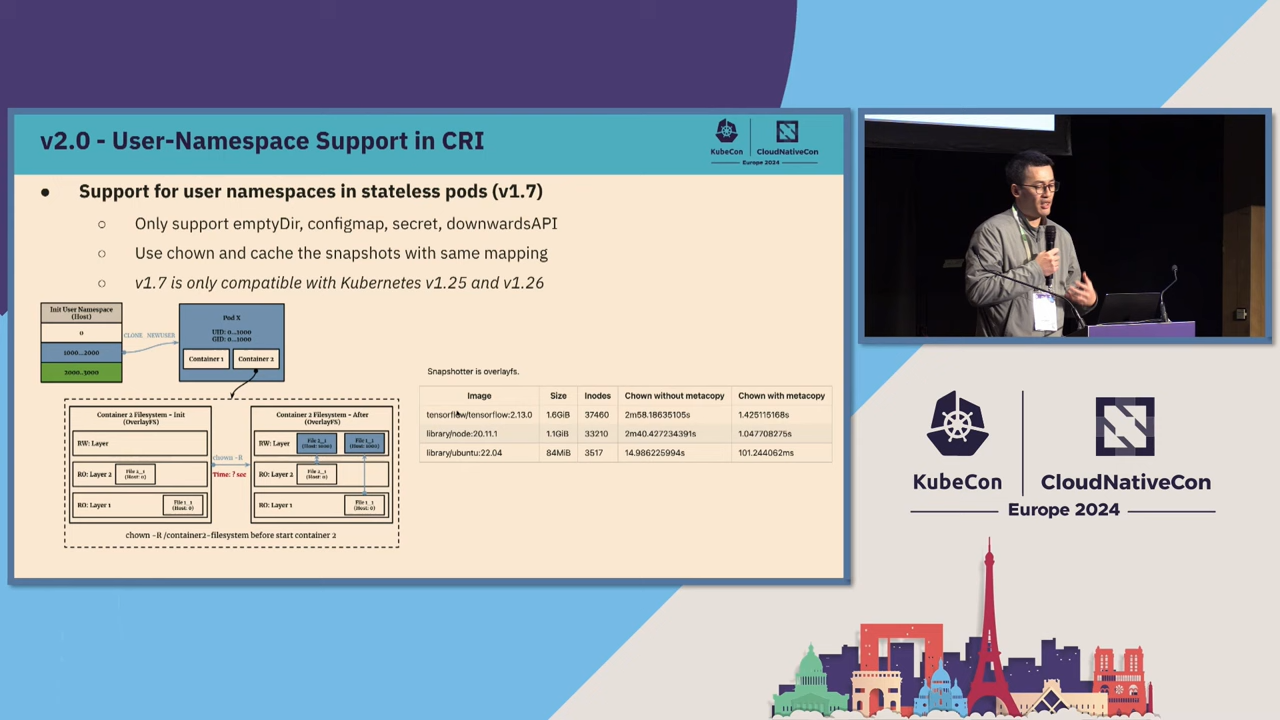 v2.0 - User-Namespace Support in CRI
KubeCon
CloudNativeCon
Europe 2024
● Support for user namespaces in stateless pods (v1.7)
○ Only support emptyDir, configmap, secret, downwardsAPI
○ Use chown and cache the snapshots with same mapping
○ v1.7 is only compatible with Kubernetes v1.25 and v1.26
Init User Namespace
(Host)
0
1000...2000
3000..5000
CLONE_NEWUSER
Pod X
UID: 0...1000
GID: 0...1000
Container 1
Container 2
Container 2 Filesystem - Init
(OverlayFS)
RW: Layer
RO: Layer 2
File 2_1
(Host: 0)
RO: Layer 1
File 1_1
(Host: 0)
chown -R
Time: ? sec
Container 2 Filesystem - After
(OverlayFS)
RW: Layer
File 2_1
(Host: 1000)
File 1_1
(Host: 1000)
RO: Layer 2
File 2_1
(Host: 0)
RO: Layer 1
File 1_1
(Host: 0)
chown -R /container2-filesystem before start container 2
Snapshotter is overlayfs.
Image Size Inodes Chown without metacopy Chown with metacopy
tensorflow/tensorflow:2.13.0 1.6GiB 37460 2m58.18635105s 1.425115168s
library/node:20.11.1 1.1GiB 33210 2m40.427234391s 1.047708275s
library/ubuntu:22.04 84MiB 3517 14.986225994s 101.244062ms
KubeCon
CloudNativeCon
Europe 2024